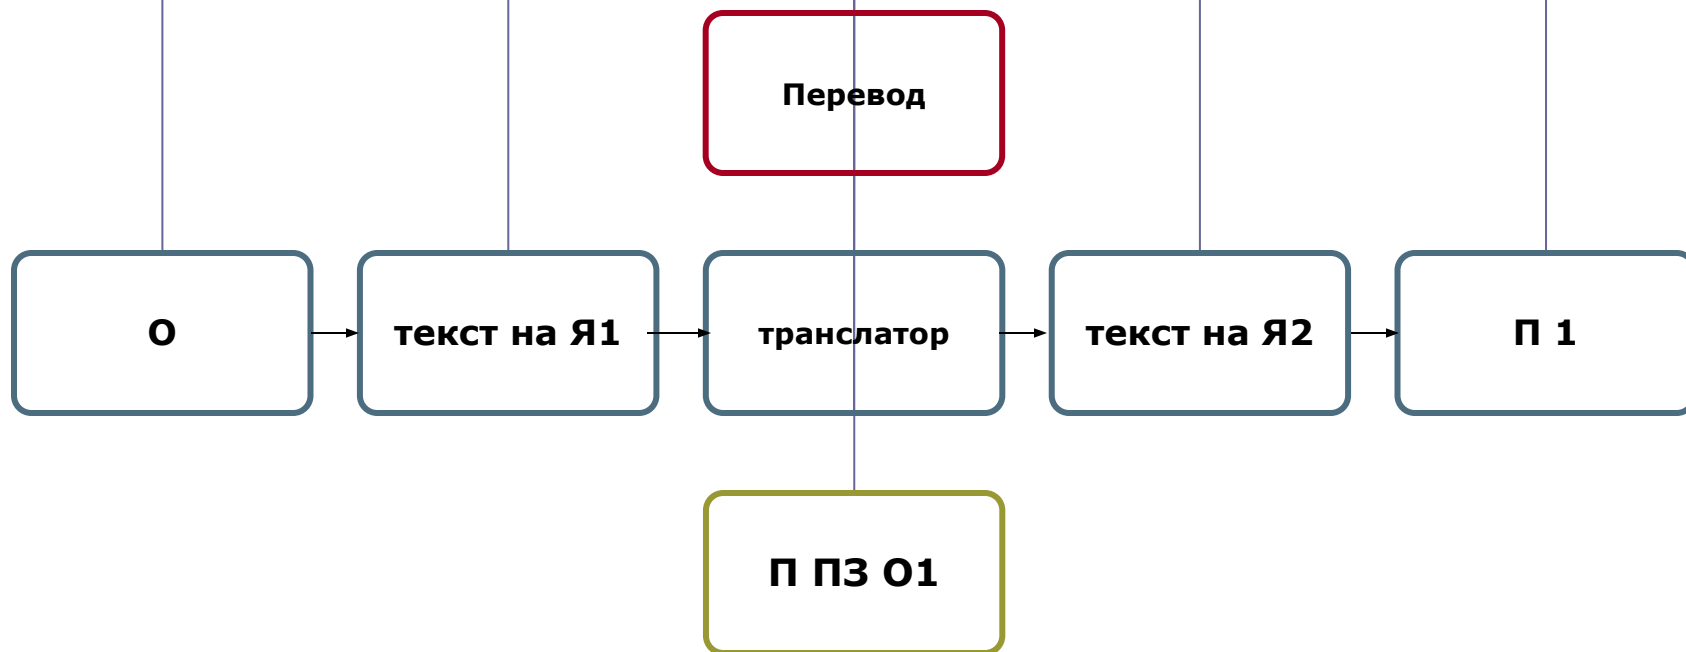 Перевод
О
текст на Я1
транслатор
текст на Я2
П 1
П ПЗ О1